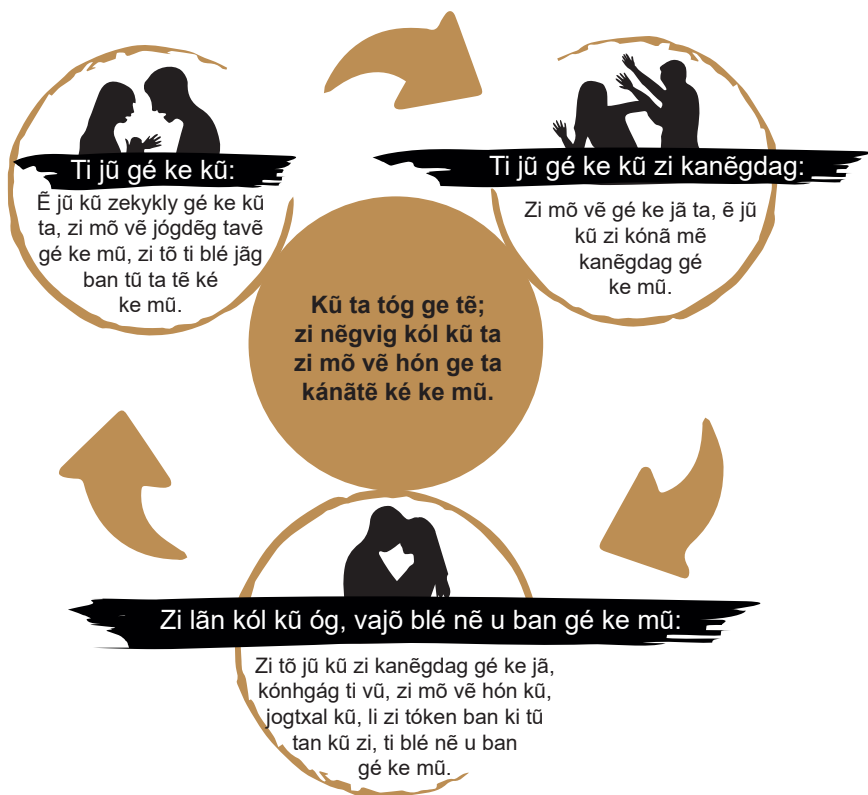 Ti jũ gé ke kũ:
Ẽ jũ kũ zekykly gé ke kũ
ta, zi mõ vẽ jógdẽg tavẽ
gé ke mũ, zi tõ ti blé jãg
ban tũ ta tẽ ké
ke mũ.
Ti jũ gé ke kũ zi kanẽgdag:
Zi mõ vẽ gé ke jã ta, ẽ jũ
kũ zi kónã mẽ
kanẽgdag gé
ke mũ.
Kũ ta tóg ge tẽ;
zi nẽgvig kól kũ ta
zi mõ vẽ hón ge ta
kánãtẽ ké ke mũ.
Zi lãn kól kũ óg, vajõ blé nẽ u ban gé ke mũ:
Zi tõ jũ kũ zi kanẽgdag gé ke jã,
kónhgág ti vũ, zi mõ vẽ hón kũ,
jogtxal kũ, li zi tóken ban ki tũ
tan kũ zi, ti blé nẽ u ban
gé ke mũ.